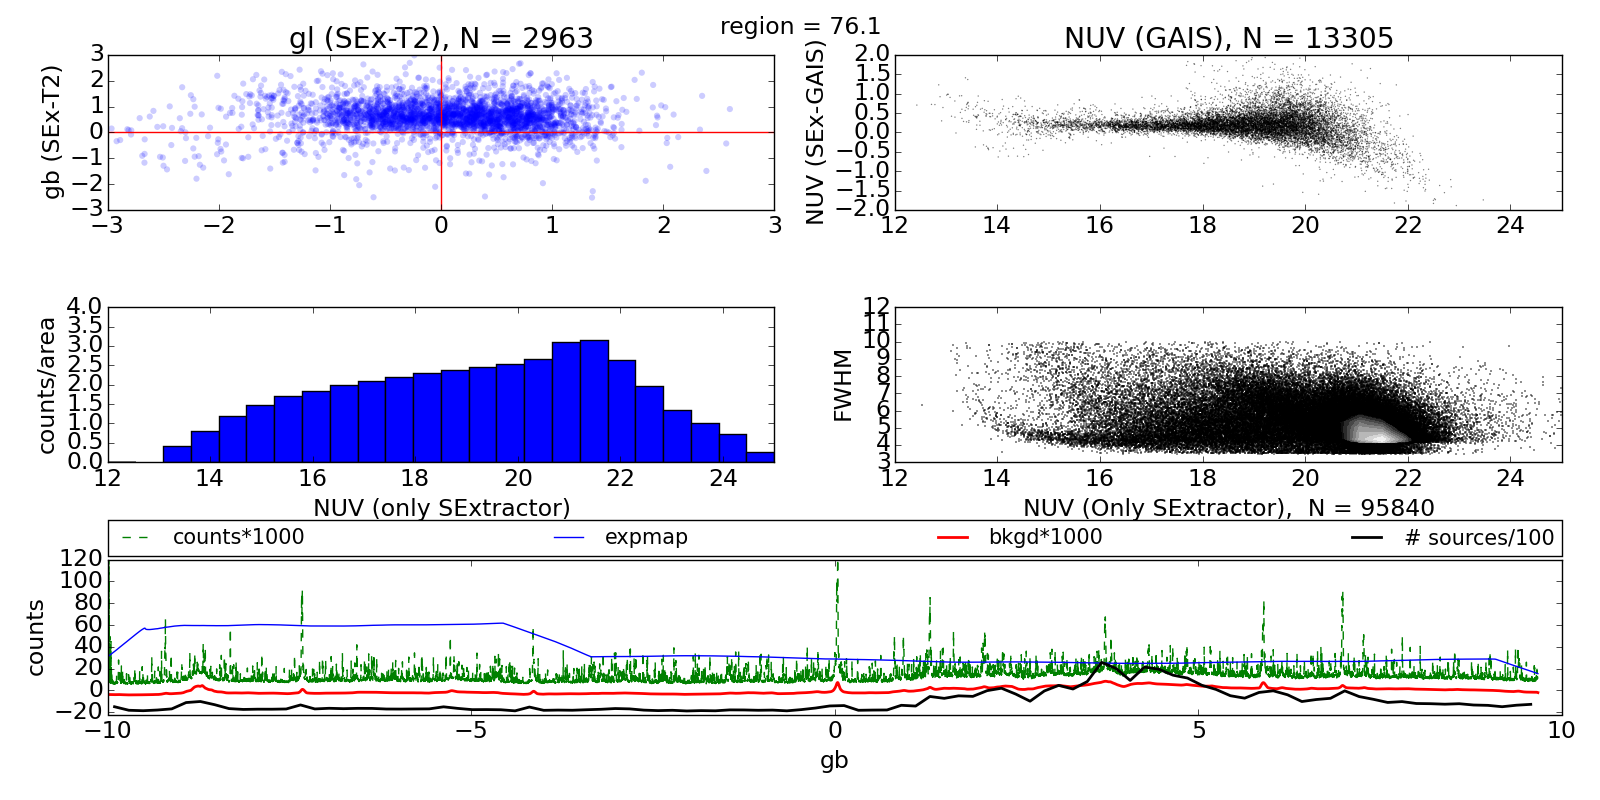 region = 76.1
gl (SEx-T2), N = 2963
NUV (GAIS), N = 13305
gb (SEx-T2)
3
2
1
0
−1
−2
−3
−3 −2 −1 0 1 2 3
NUV (SEx-GAIS)
2.0
1.5
1.0
0.5
0.0
−0.5
−1.0
−1.5
−2.0
12 14 16 18 20 22 24
counts/area
4.0
3.5
3.0
2.5
2.0
1.5
1.0
0.5
0.0
12 14 16 18 20 22 24
NUV (only SExtractor)
FWHM
12
11
10
9
8
7
6
5
4
3
12 14 16 18 20 22 24
NUV (Only SExtractor), N = 95840
counts*1000 expmap bkgd*1000 # sources/100
counts
120
100
80
60
40
20
0
−20
−10 −5 0 5 10
gb